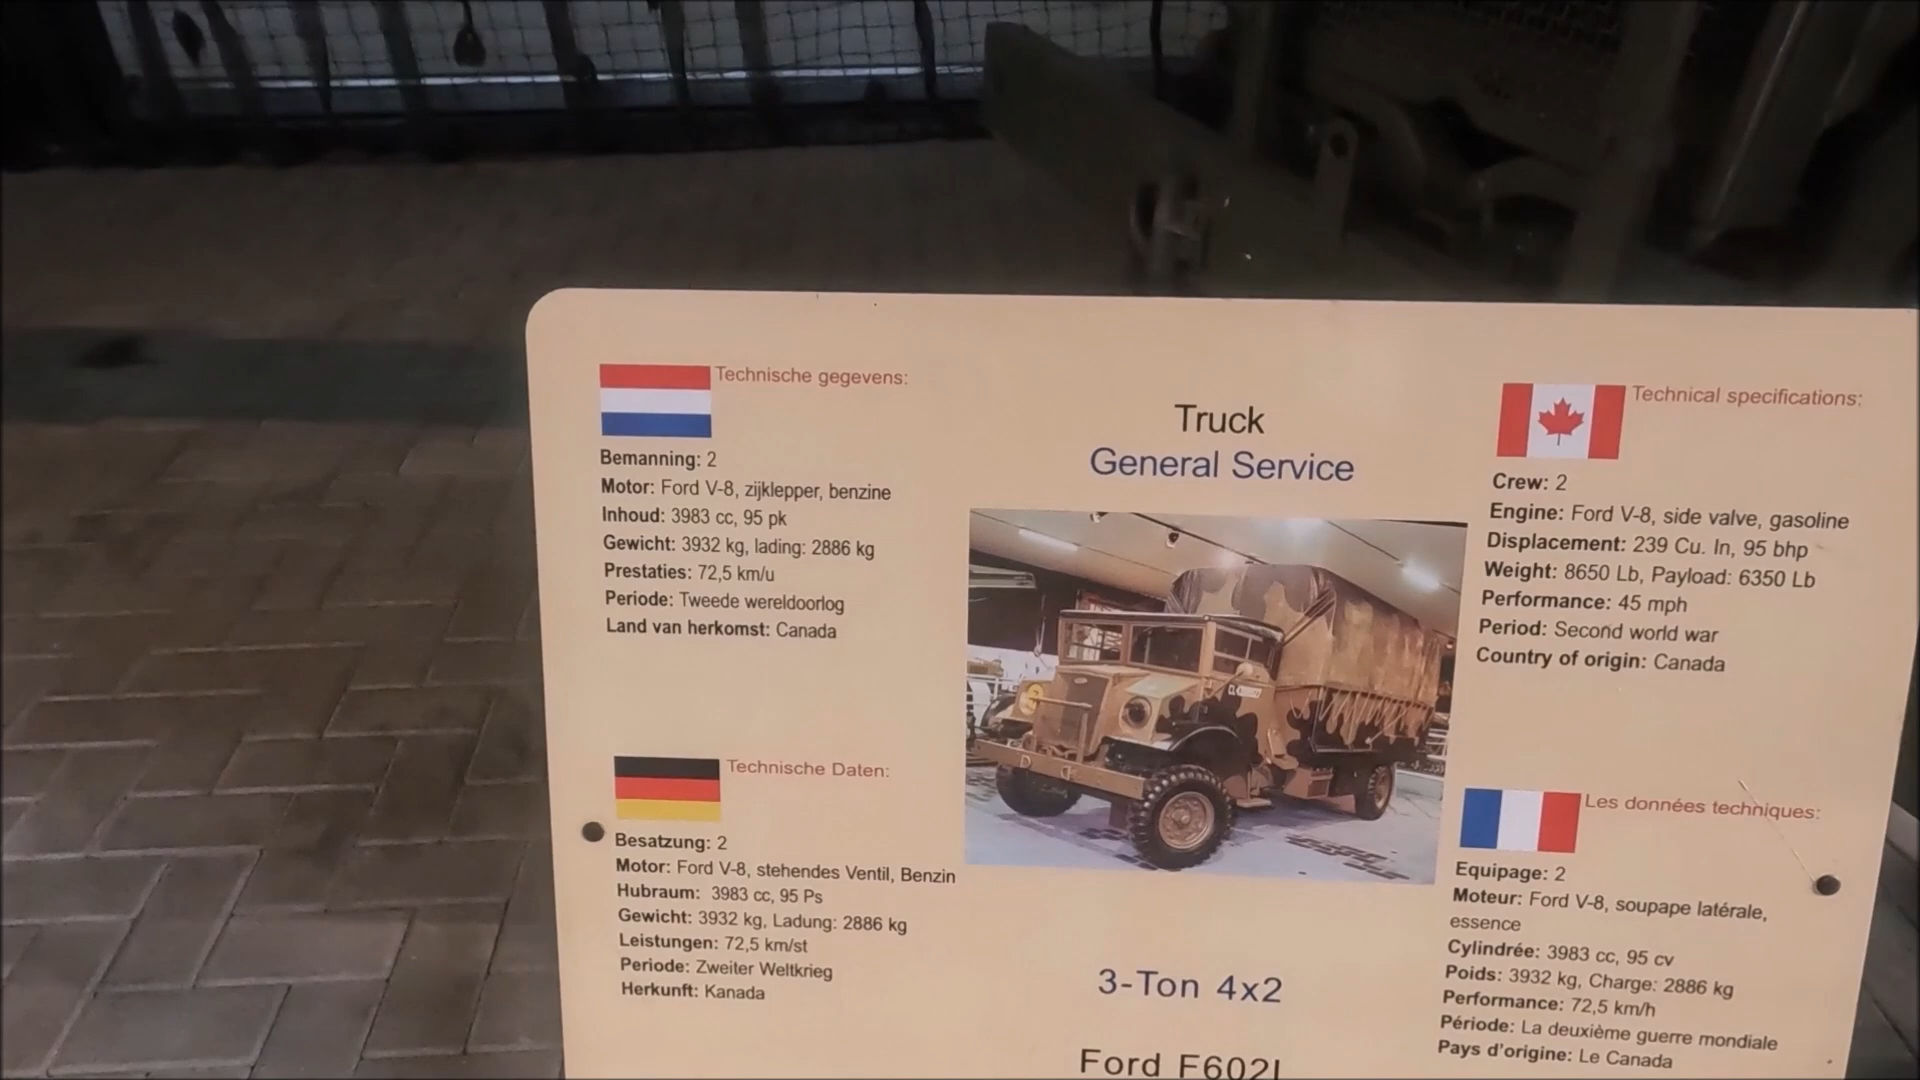 Technische gegevens:
Bemanning: 2
Motor: Ford V-8, zijklepper, benzine
Inhoud: 3983 cc, 95 pk
Gewicht: 3932 kg, lading: 2886 kg
Prestaties: 72,5 km/u
Periode: Tweede wereldoorlog
Land van herkomst: Canada
Technische Daten:
Besatzung: 2
Motor: Ford V-8, stehendes Ventil, Benzin
Hubraum: 3983 cc, 95 Ps
Gewicht: 3932 kg, Ladung: 2886 kg
Leistungen: 72,5 km/st
Periode: Zweiter Weltkrieg
Herkunft: Kanada
Truck
General Service
3-Ton 4x2
Ford
Technical specifications:
Crew: 2
Engine: Ford V-8, side valve, gasoline
Displacement: 239 Cu. In, 95 bhp
Weight: 8650 Lb, Payload: 6350 Lb
Performance: 45 mph
Period: Second world war
Country of origin: Canada
Les données techniques:
Equipage: 2
Moteur: Ford V-8, soupape latérale,
essence
Cylindrée: 3983 cc, 95 cv
Poids: 3932 kg, Charge: 2886 kg
Performance: 72,5 km/h
Période: La deuxième guerre mondiale
Pays d'origine: Le Canada